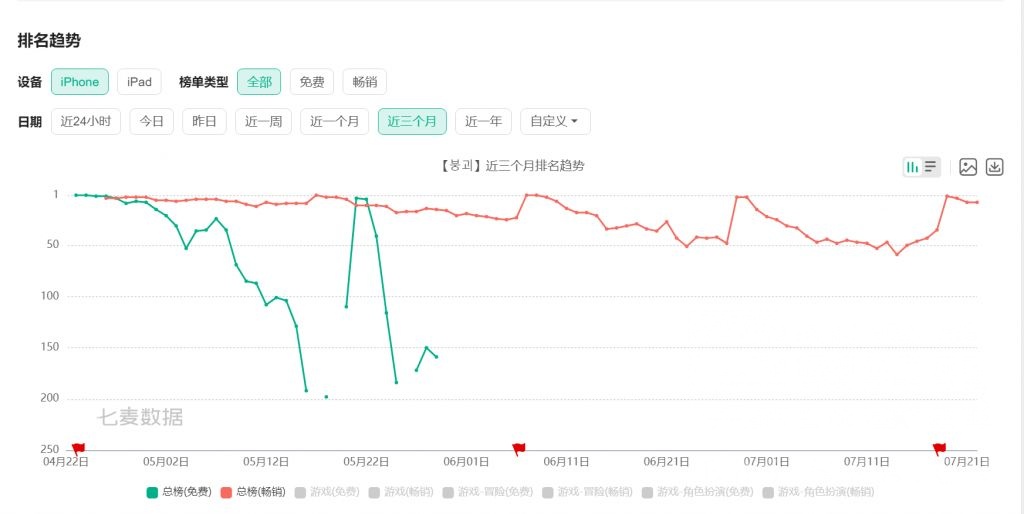 排名趋势
设备 iPhone iPad 榜单类型 全部 免费 畅销
日期 近24小时 今日 昨日 近一周 近一个月 近三个月 近一年 自定义
【붕괴】近三个月排名趋势
1
50
100
150
200
250
七麦数据
04月22日 05月02日 05月12日 05月22日 06月01日 06月11日 06月21日 07月01日 07月11日 07月21日
总榜(免费) 总榜(畅销) 游戏(免费) 游戏(畅销) 游戏-冒险(免费) 游戏-冒险(畅销) 游戏-角色扮演(免费) 游戏-角色扮演(畅销)